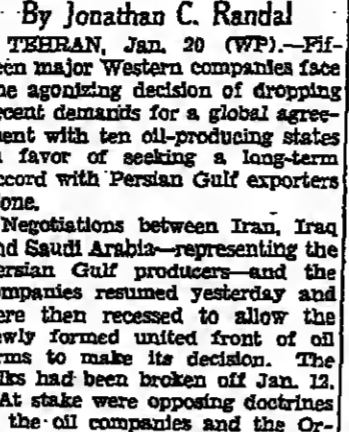 By Jonathan C. Randal
TEHRAN, Jan. 20 (WP).—Fif-
een major Western companies face
he agonizing decision of dropping
ecent demands for a global agree-
ment with ten oil-producing states
n favor of seeking a long-term
ccord with Persian Gulf exporters
lone.
Negotiations between Iran, Iraq
nd Saudi Arabia—representing the
ersian Gulf producers—and the
ompanies resumed yesterday and
ere then recessed to allow the
ewly formed united front of oil
rms to make its decision. The
lks had been broken off Jan. 12.
At stake were opposing doctrines
the oil companies and the Or-